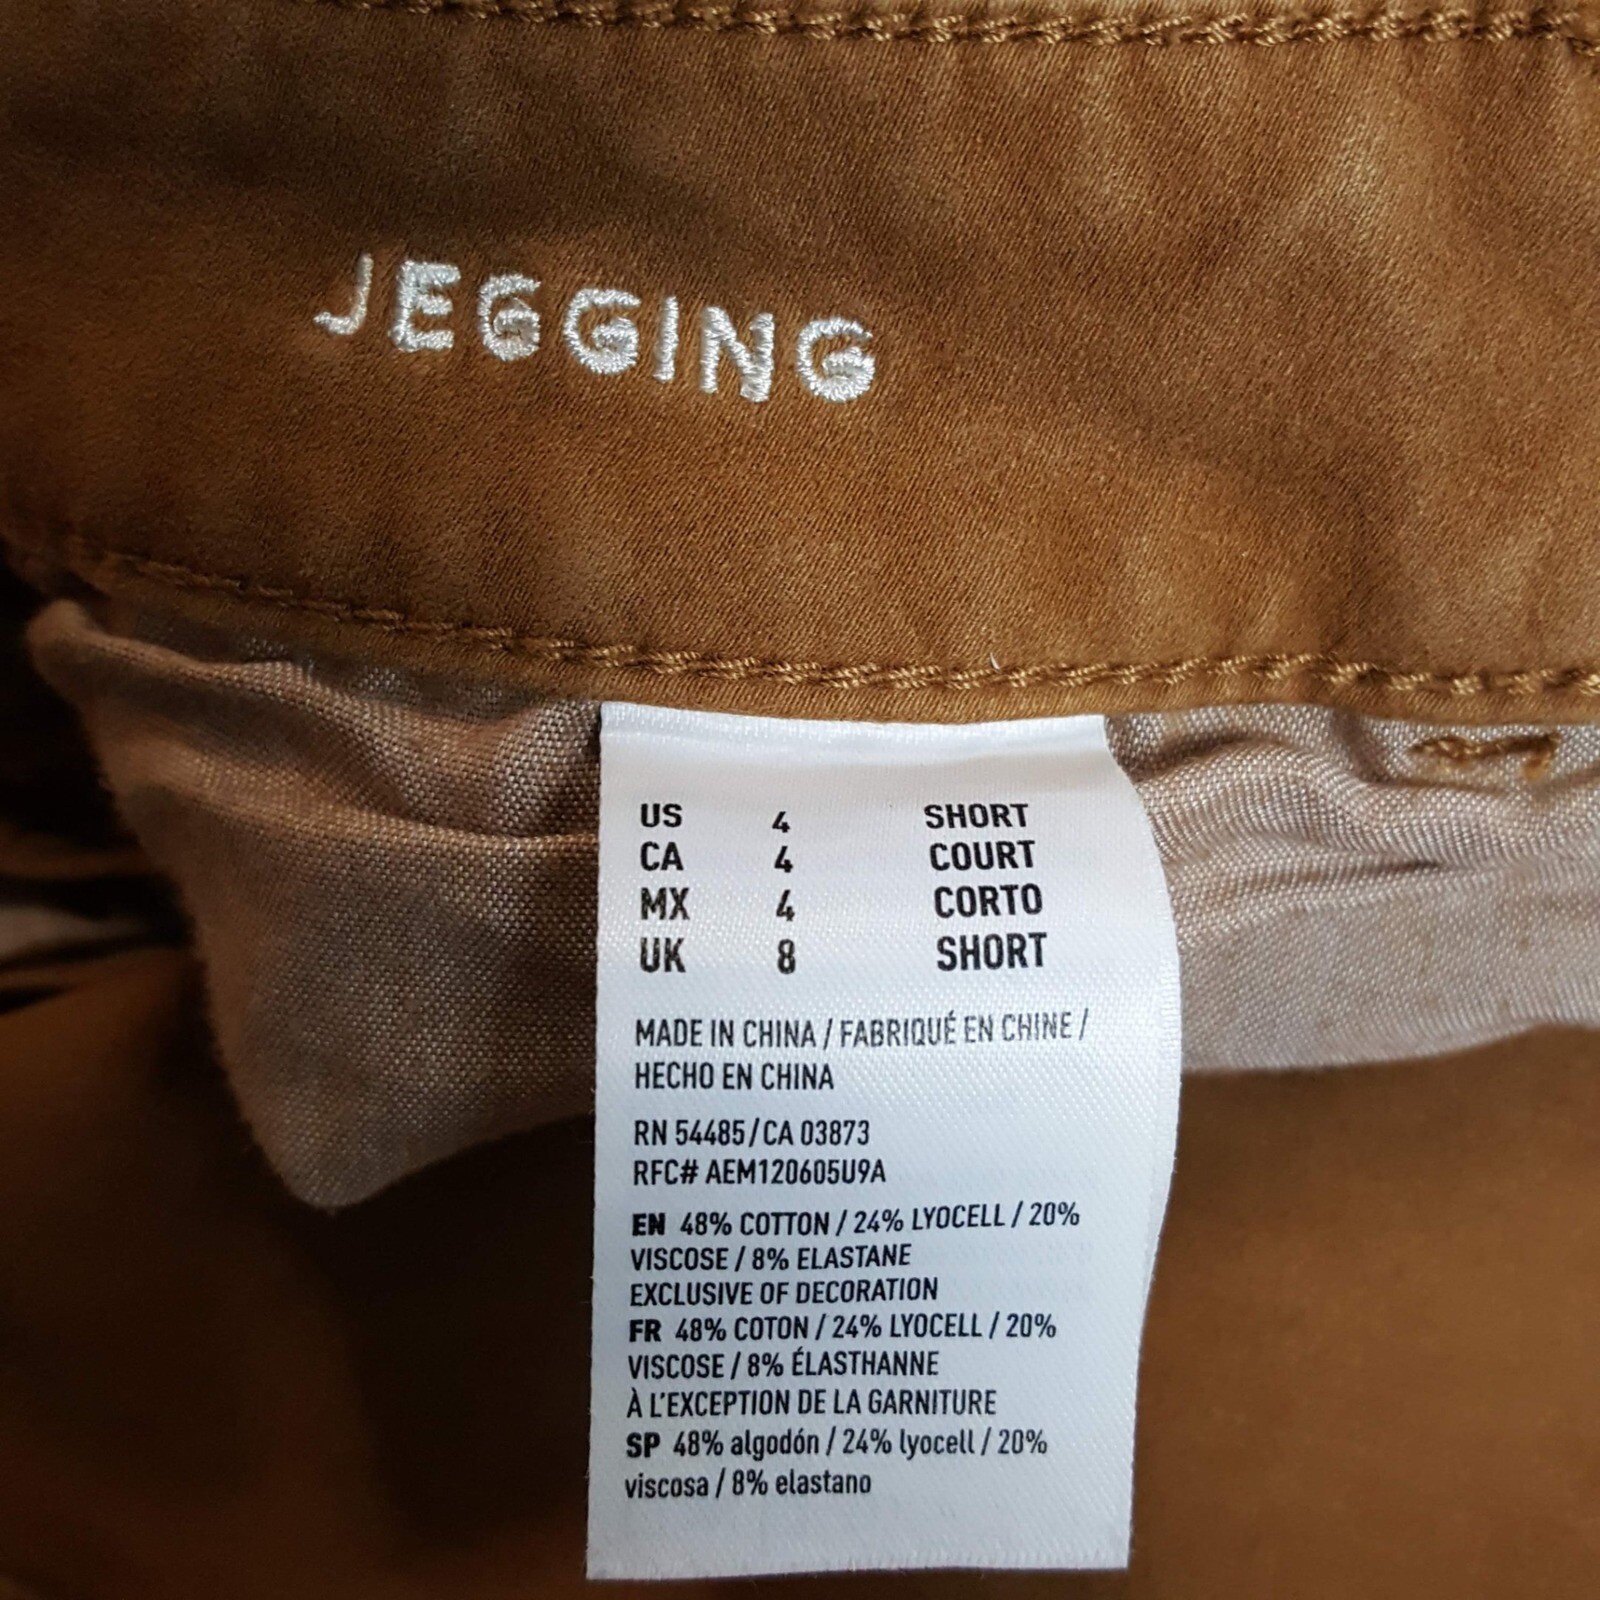 JEGGING
US 4 SHORT
CA 4 COURT
MX 4 CORTO
UK 8 SHORT
MADE IN CHINA / FABRIQUÉ EN CHINE /
HECHO EN CHINA
RN 54485/CA 03873
RFC# AEM120605U9A
EN 48% COTTON / 24% LYOCELL / 20%
VISCOSE / 8% ELASTANE
EXCLUSIVE OF DECORATION
FR 48% COTON / 24% LYOCELL / 20%
VISCOSE / 8% ÉLASTHANNE
À L'EXCEPTION DE LA GARNITURE
SP 48% algodón / 24% lyocell / 20%
viscosa / 8% elastano